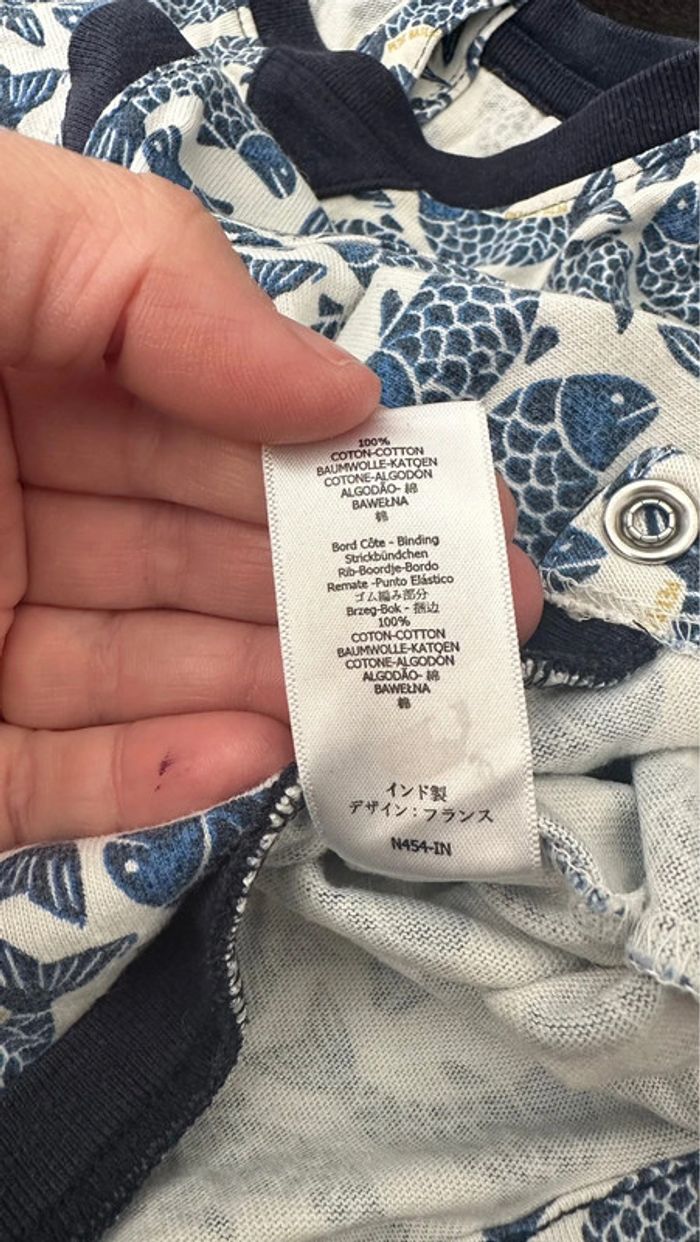 100%
COTON-COTTON
BAUMWOLLE-KATOEN
COTONE-ALGODÓN
ALGODÃO- 綿
BAWEŁNA
棉
Bord Côte - Binding
Strickbündchen
Rib-Boordje-Bordo
Remate -Punto Elástico
ゴム編み部分
Brzeg-Bok - 捆边
100%
COTON-COTTON
BAUMWOLLE-KATOEN
COTONE-ALGODÓN
ALGODÃO- 綿
BAWEŁNA
棉
インド製
デザイン：フランス
N454-IN